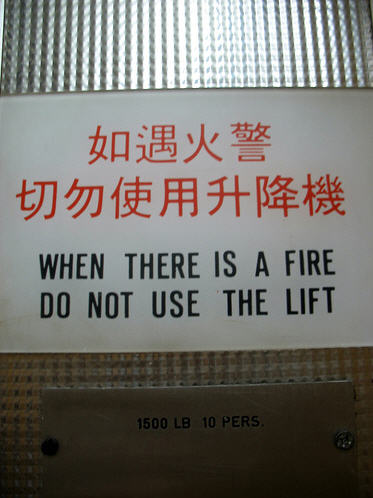 如遇火警
切勿使用升降機
WHEN THERE IS A FIRE
DO NOT USE THE LIFT
1500 LB 10 PERS.